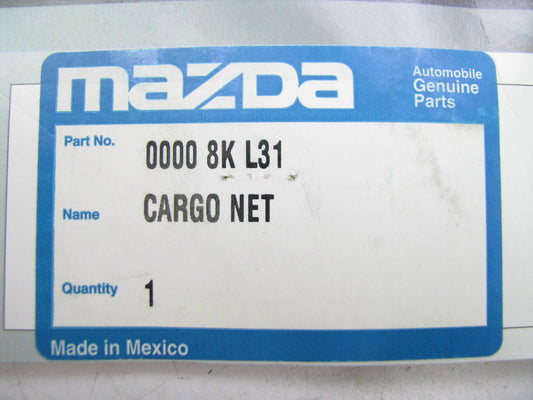 mazda
Automobile
Genuine
Parts
Part No. 0000 8K L31
Name CARGO NET
Quantity 1
Made in Mexico